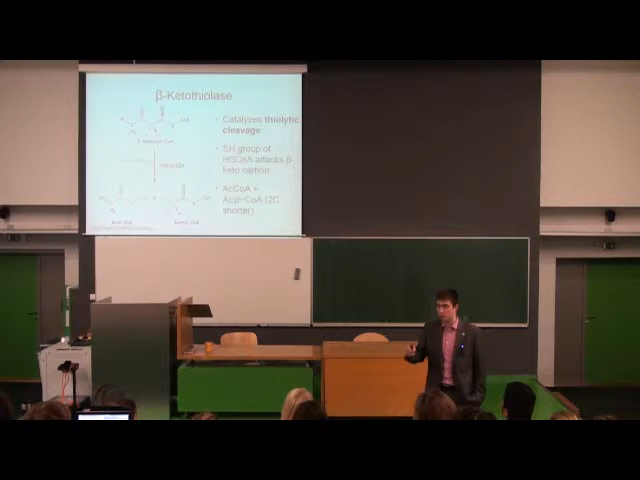 β-Ketothiolase
• Catalyzes thiolytic
cleavage
• SH group of
HSCoA attacks β
keto carbon
• AcCoA +
Acyl-CoA (2C
shorter)